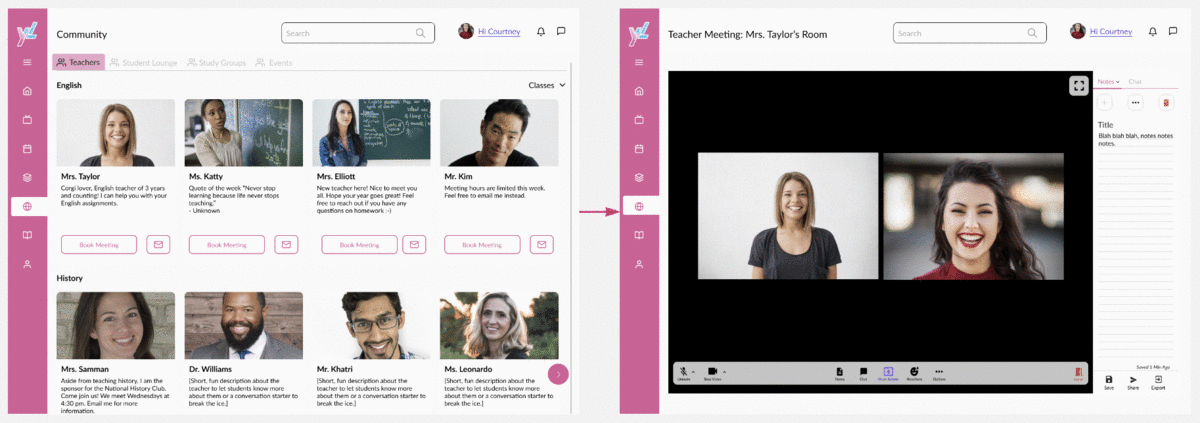 Community
Search
Hi Courtney
Teachers
Student Lounge
Study Groups
Events
English
Classes
Mrs. Taylor
Corgi lover, English teacher of 3 years
and counting! I can help you with your
English assignments.
Book Meeting
Ms. Katty
Quote of the week "Never stop
learning because life never stops
teaching."
- Unknown
Book Meeting
Mrs. Elliott
New teacher here! Nice to meet you
all. Hope your year goes great! Feel
free to reach out if you have any
questions on homework :-)
Book Meeting
Mr. Kim
Meeting hours are limited this week.
Feel free to email me instead.
Book Meeting
History
Mrs. Samman
Aside from teaching history, I am the
sponsor for the National History Club.
Come join us! We meet Wednesdays at
4:30 pm. Email me for more
information.
Dr. Williams
[Short, fun description about the
teacher to let students know more
about them or a conversation starter to
break the ice.]
Mr. Khatri
[Short, fun description about the
teacher to let students know more
about them or a conversation starter to
break the ice.]
Ms. Leonardo
[Short, fun description about the
teacher to let students know more
about them or a conversation starter to
break the ice.]
Teacher Meeting: Mrs. Taylor's Room
Search
Hi Courtney
Notes
Chat
Title
Blah blah blah, notes notes
notes.
Unmute
Stop Video
Notes
Chat
Share Screen
Reactions
Options
Saved 1 Min Ago
Save
Share
Export